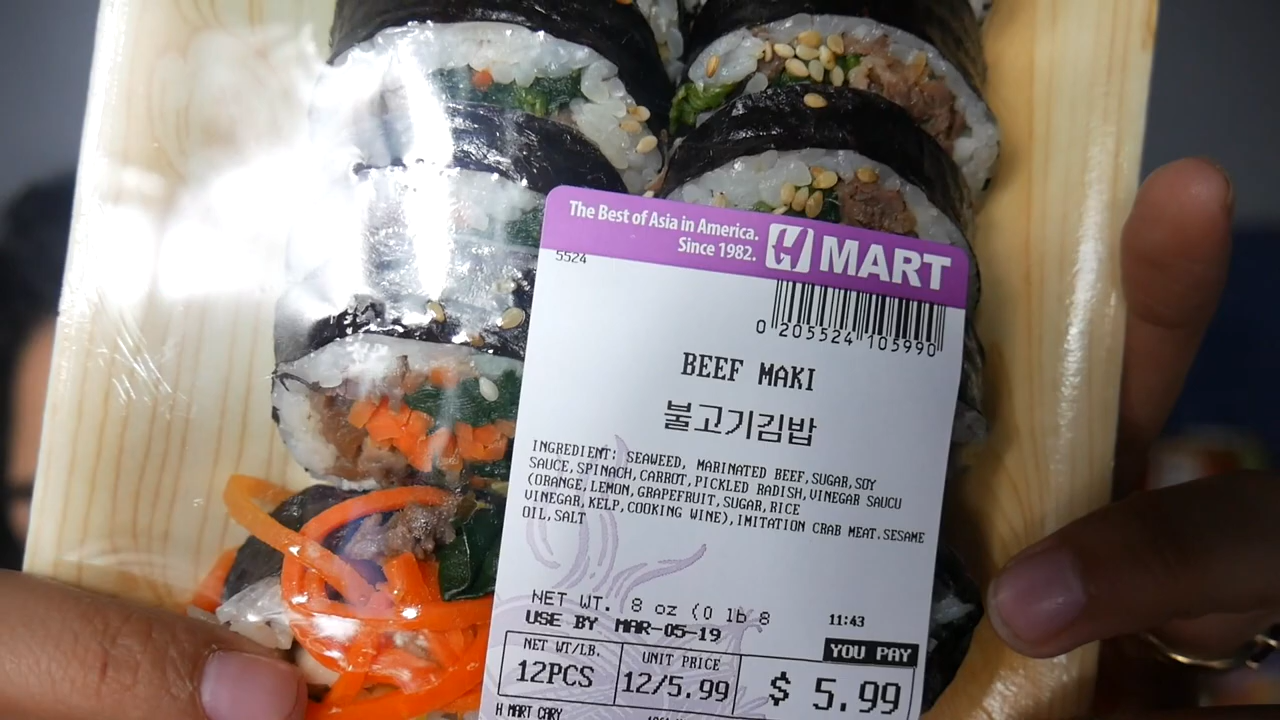 The Best of Asia in America.
Since 1982.
H MART
5524
0 205524 105990
BEEF MAKI
불고기김밥
INGREDIENT: SEAWEED, MARINATED BEEF,SUGAR,SOY
SAUCE,SPINACH,CARROT,PICKLED RADISH,VINEGAR SAUCU
(ORANGE,LEMON,GRAPEFRUIT,SUGAR,RICE
VINEGAR,KELP,COOKING WINE),IMITATION CRAB MEAT.SESAME
OIL,SALT
NET WT. 8 oz (0 lb 8
11:43
USE BY MAR-05-19
YOU PAY
NET WT/LB.
UNIT PRICE
12PCS
12/5.99
$ 5.99
H MART CARY